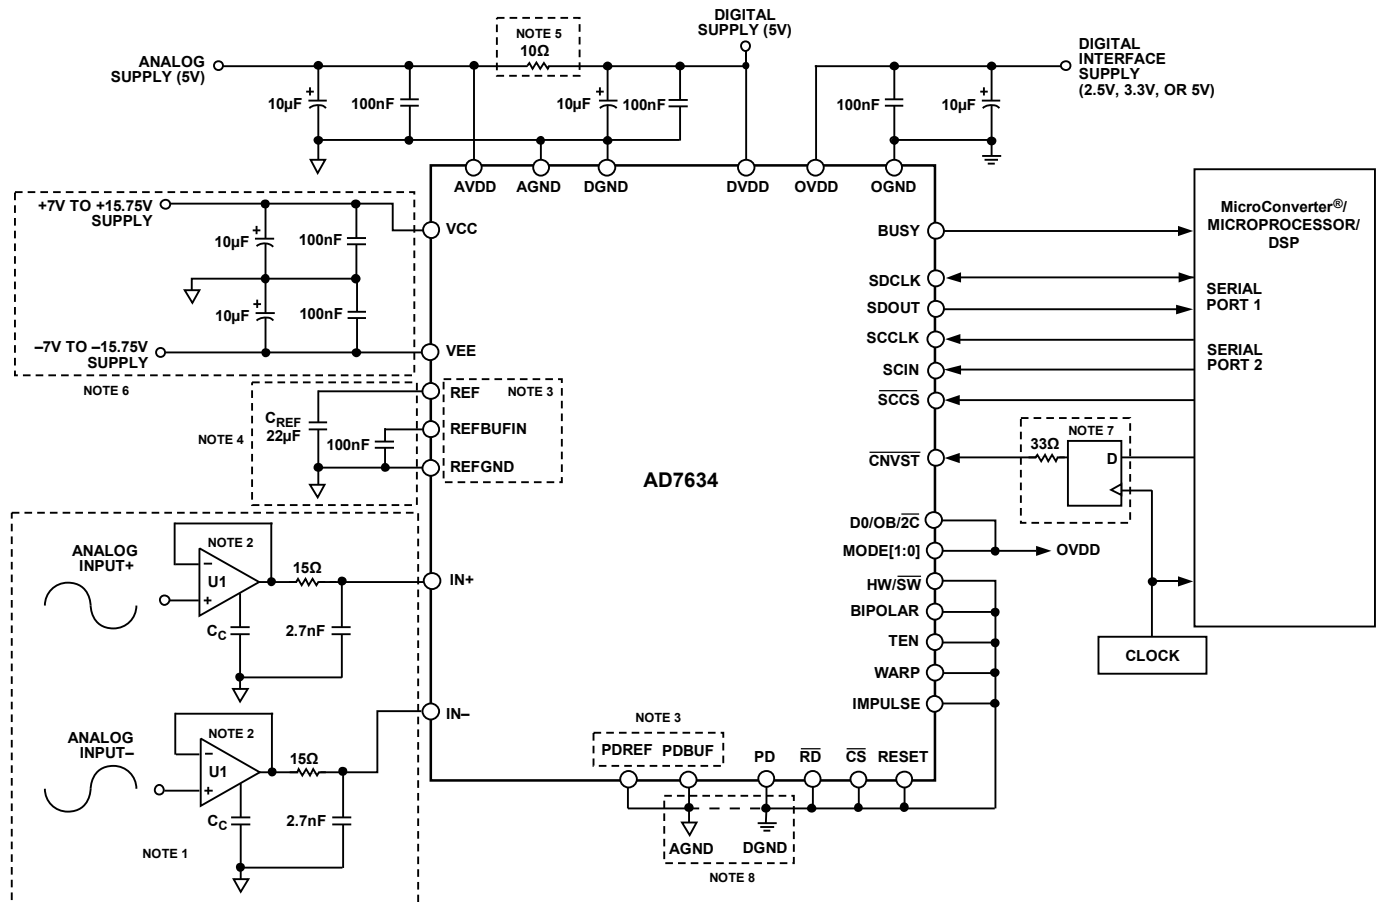 DIGITAL
SUPPLY (5V)
NOTE 5
10Ω
ANALOG
SUPPLY (5V)
DIGITAL
INTERFACE
SUPPLY
(2.5V, 3.3V, OR 5V)
+
10µF
100nF
+
10µF
100nF
100nF
+
10µF
AVDD
AGND
DGND
DVDD
OVDD
OGND
+7V TO +15.75V
SUPPLY
+
10µF
100nF
+
10µF
100nF
–7V TO –15.75V
SUPPLY
NOTE 6
VCC
VEE
REF
NOTE 3
REFBUFIN
REFGND
CREF
22µF
100nF
NOTE 4
AD7634
BUSY
SDCLK
SDOUT
SCCLK
SCIN
SCCS
CNVST
D0/OB/2C
MODE[1:0]
OVDD
HW/SW
BIPOLAR
TEN
WARP
IMPULSE
MicroConverter®/
MICROPROCESSOR/
DSP
SERIAL
PORT 1
SERIAL
PORT 2
NOTE 7
33Ω
D
CLOCK
ANALOG
INPUT+
NOTE 2
–
U1
+
15Ω
CC
2.7nF
IN+
ANALOG
INPUT–
NOTE 2
–
U1
+
15Ω
CC
2.7nF
IN–
NOTE 1
NOTE 3
PDREF PDBUF
PD
RD
CS
RESET
AGND
DGND
NOTE 8